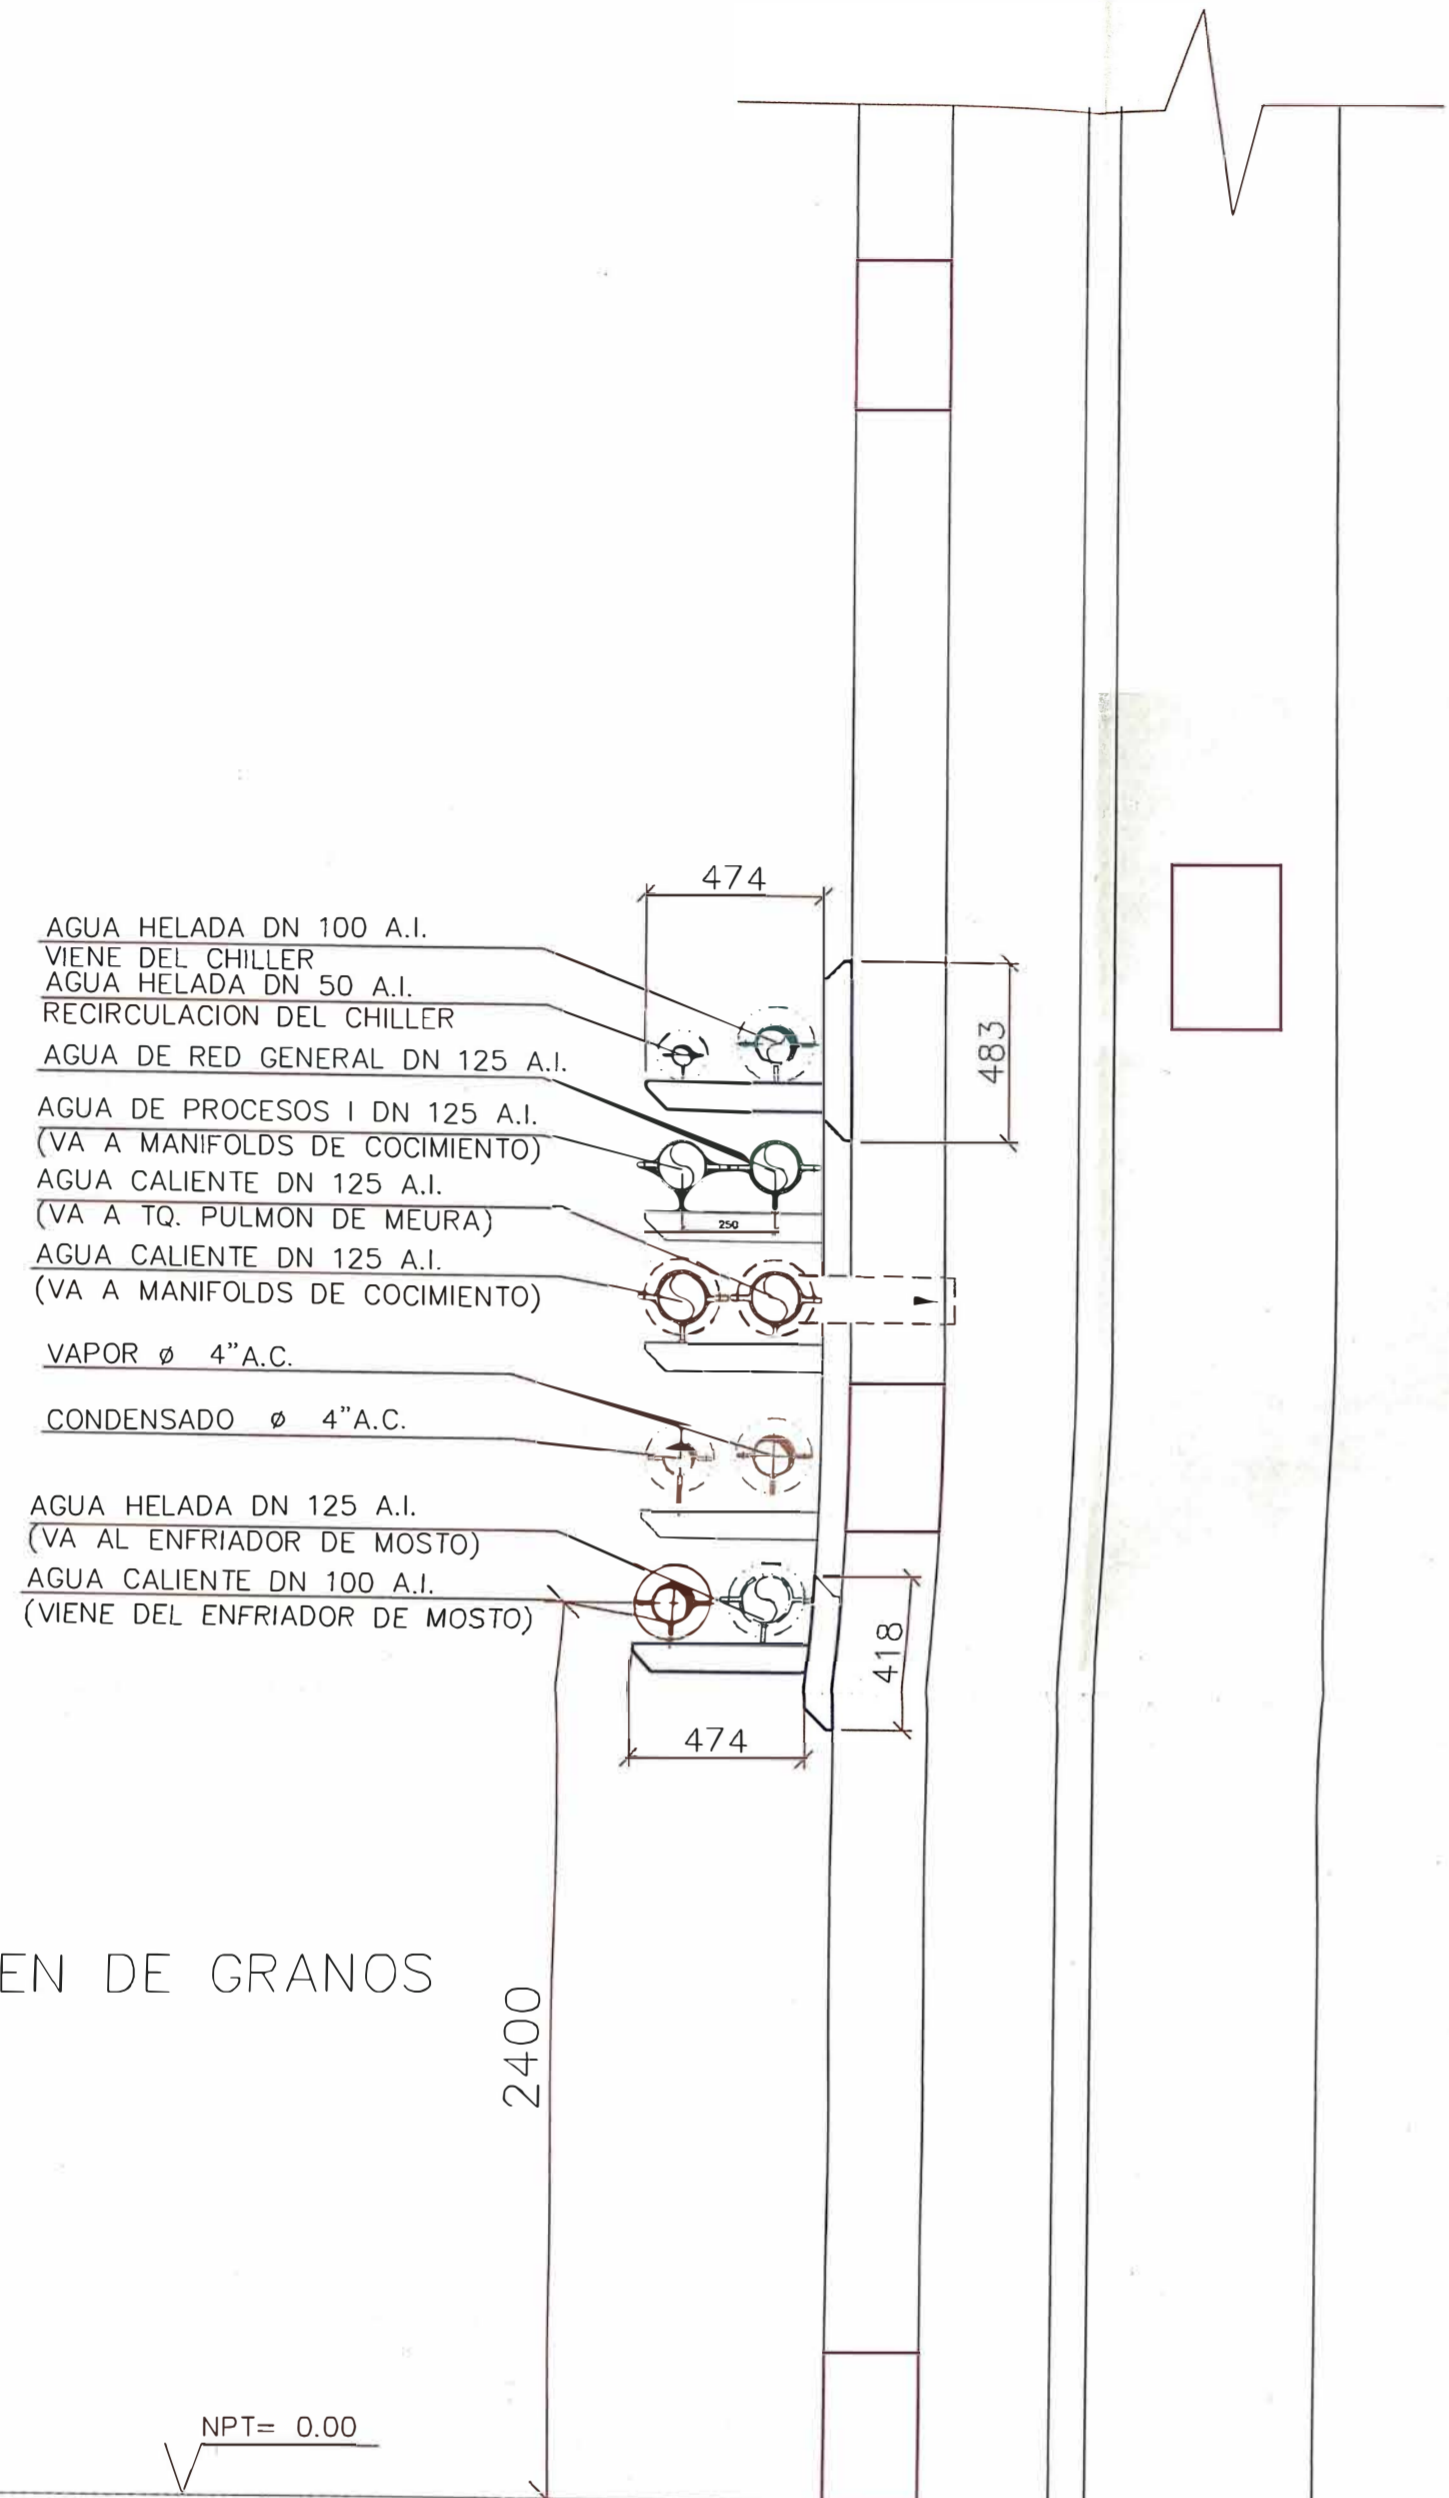 474
AGUA HELADA DN 100 A.I.
VIENE DEL CHILLER
AGUA HELADA DN 50 A.I.
RECIRCULACION DEL CHILLER
AGUA DE RED GENERAL DN 125 A.I.
483
AGUA DE PROCESOS I DN 125 A.I.
(VA A MANIFOLDS DE COCIMIENTO)
AGUA CALIENTE DN 125 A.I.
(VA A TQ. PULMON DE MEURA)
250
AGUA CALIENTE DN 125 A.I.
(VA A MANIFOLDS DE COCIMIENTO)
VAPOR ø 4”A.C.
CONDENSADO ø 4”A.C.
AGUA HELADA DN 125 A.I.
(VA AL ENFRIADOR DE MOSTO)
AGUA CALIENTE DN 100 A.I.
(VIENE DEL ENFRIADOR DE MOSTO)
418
474
EN DE GRANOS
2400
NPT= 0.00